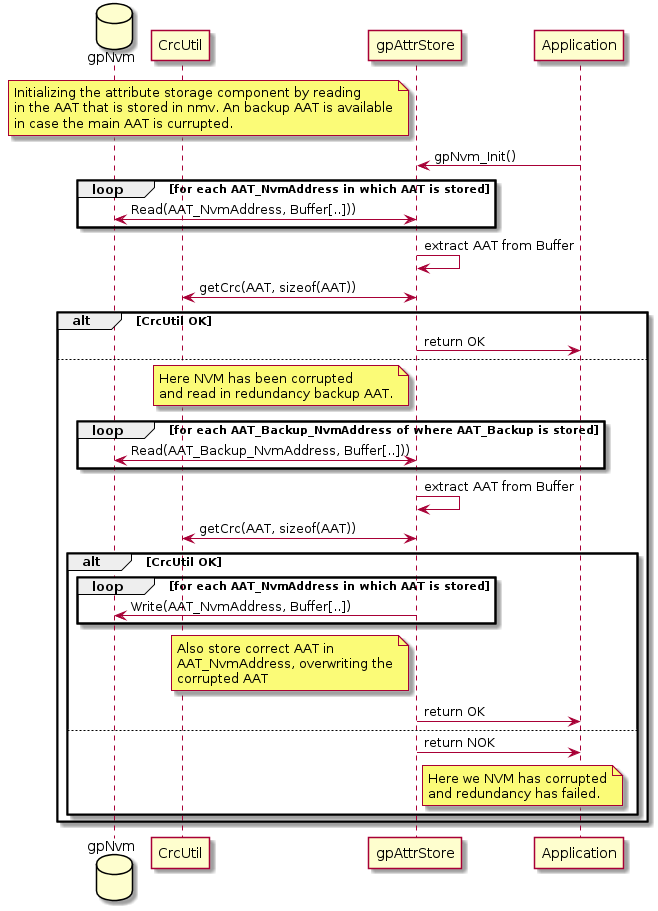 gpNvm
CrcUtil
gpAttrStore
Application
Initializing the attribute storage component by reading
in the AAT that is stored in nmv. An backup AAT is available
in case the main AAT is currupted.
gpNvm_Init()
loop
[for each AAT_NvmAddress in which AAT is stored]
Read(AAT_NvmAddress, Buffer[..]))
extract AAT from Buffer
getCrc(AAT, sizeof(AAT))
alt
[CrcUtil OK]
return OK
Here NVM has been corrupted
and read in redundancy backup AAT.
loop
[for each AAT_Backup_NvmAddress of where AAT_Backup is stored]
Read(AAT_Backup_NvmAddress, Buffer[..]))
extract AAT from Buffer
getCrc(AAT, sizeof(AAT))
alt
[CrcUtil OK]
loop
[for each AAT_NvmAddress in which AAT is stored]
Write(AAT_NvmAddress, Buffer[..])
Also store correct AAT in
AAT_NvmAddress, overwriting the
corrupted AAT
return OK
return NOK
Here we NVM has corrupted
and redundancy has failed.
gpNvm
CrcUtil
gpAttrStore
Application